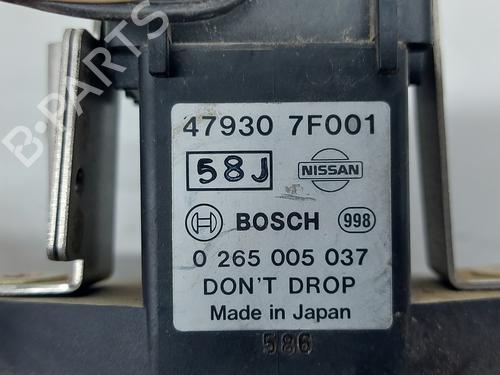 B-PARTS
47930 7F001
58J NISSAN
BOSCH 998
0 265 005 037
DON'T DROP
Made in Japan
586